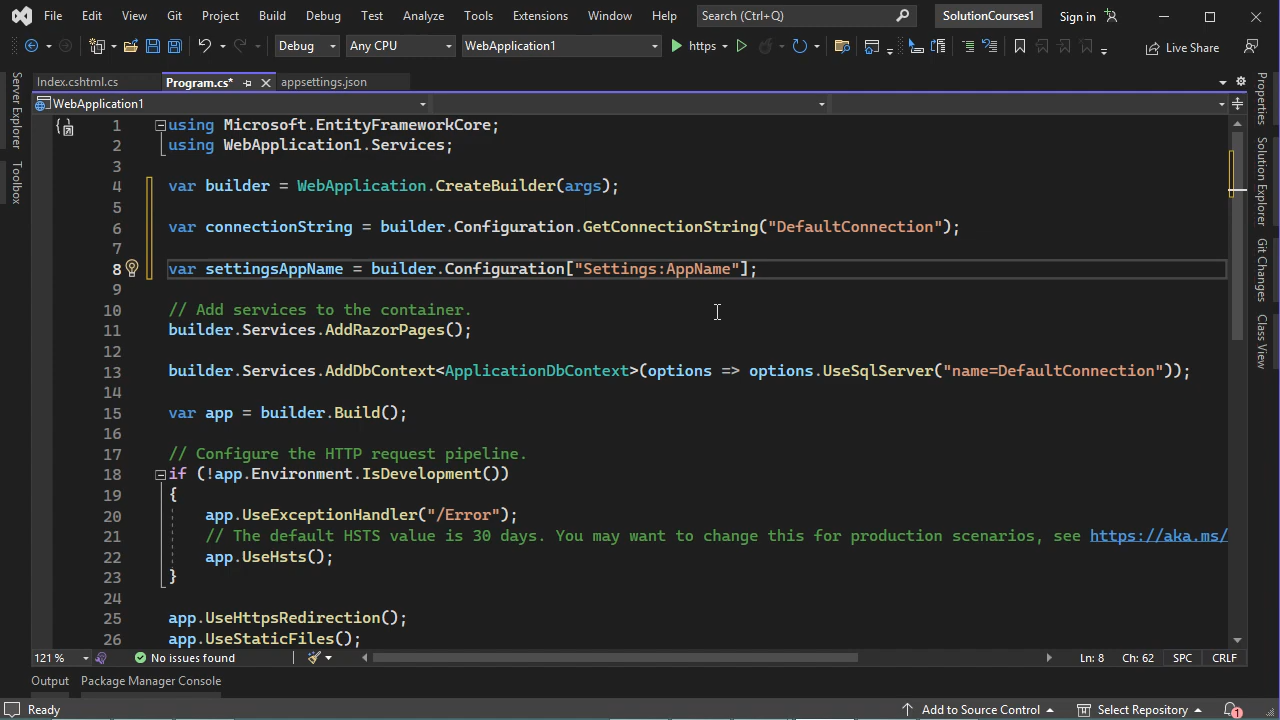 File Edit View Git Project Build Debug Test Analyze Tools Extensions Window Help Search (Ctrl+Q) SolutionCourses1 Sign in
Debug Any CPU WebApplication1 https Live Share
Index.cshtml.cs Program.cs* appsettings.json
WebApplication1
Server Explorer
Toolbox
1 using Microsoft.EntityFrameworkCore;
2 using WebApplication1.Services;
3
4 var builder = WebApplication.CreateBuilder(args);
5
6 var connectionString = builder.Configuration.GetConnectionString("DefaultConnection");
7
8 var settingsAppName = builder.Configuration["Settings:AppName"];
9
10 // Add services to the container.
11 builder.Services.AddRazorPages();
12
13 builder.Services.AddDbContext<ApplicationDbContext>(options => options.UseSqlServer("name=DefaultConnection"));
14
15 var app = builder.Build();
16
17 // Configure the HTTP request pipeline.
18 if (!app.Environment.IsDevelopment())
19 {
20 app.UseExceptionHandler("/Error");
21 // The default HSTS value is 30 days. You may want to change this for production scenarios, see https://aka.ms/
22 app.UseHsts();
23 }
24
25 app.UseHttpsRedirection();
26 app.UseStaticFiles();
Properties
Solution Explorer
Git Changes
Class View
121 % No issues found Ln: 8 Ch: 62 SPC CRLF
Output Package Manager Console
Ready Add to Source Control Select Repository 1